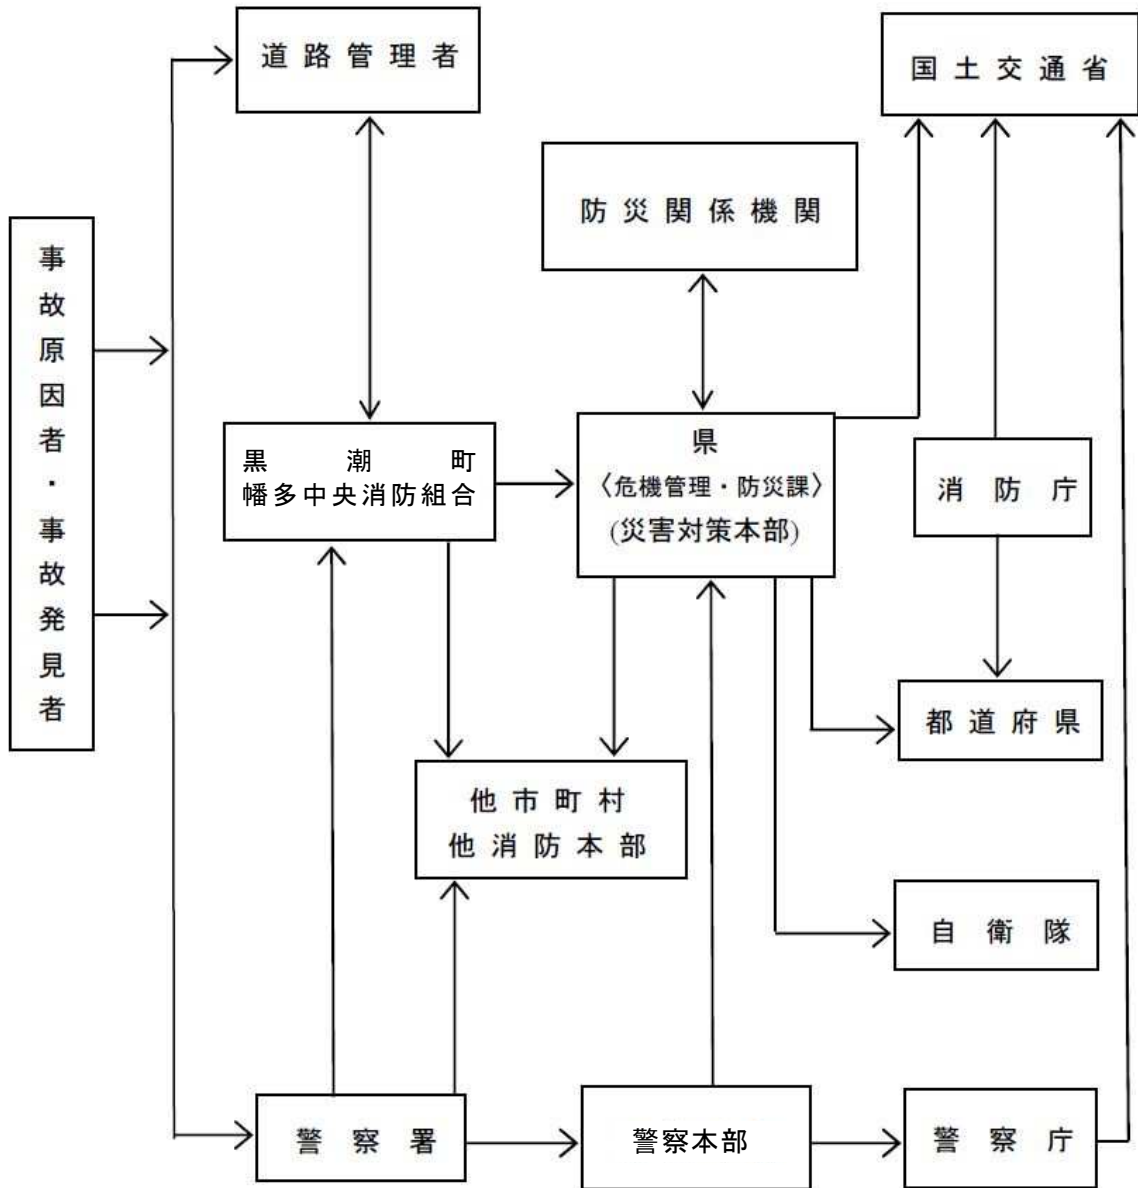 道路管理者
国土交通省
防災関係機関
事故原因者・事故発見者
黒潮町
幡多中央消防組合
県
〈危機管理・防災課〉
(災害対策本部)
消防庁
都道府県
他市町村
他消防本部
自衛隊
警察署
警察本部
警察庁